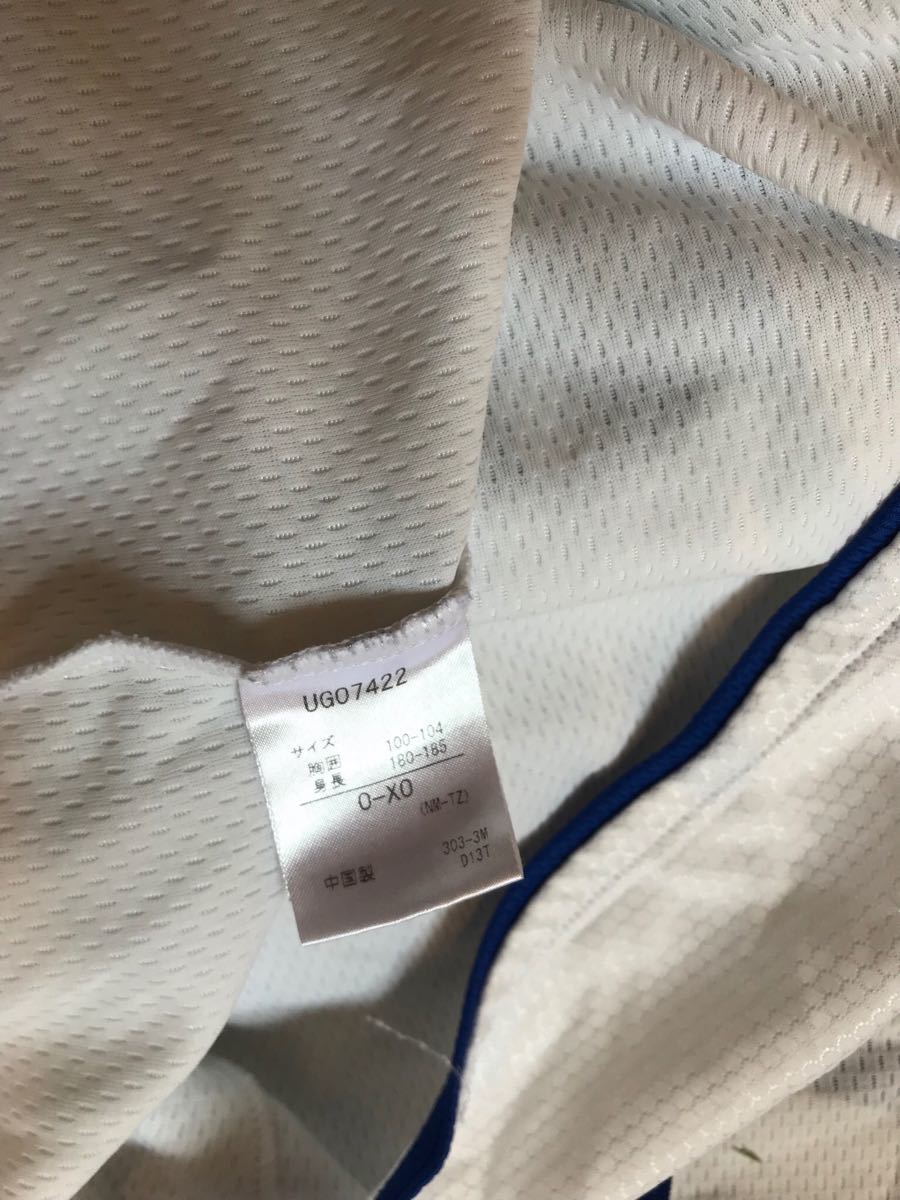 UG07422
サイズ
胸囲 100-104
身長 180-185
O-XO
(NM-TZ)
303-3M
D13T
中国製